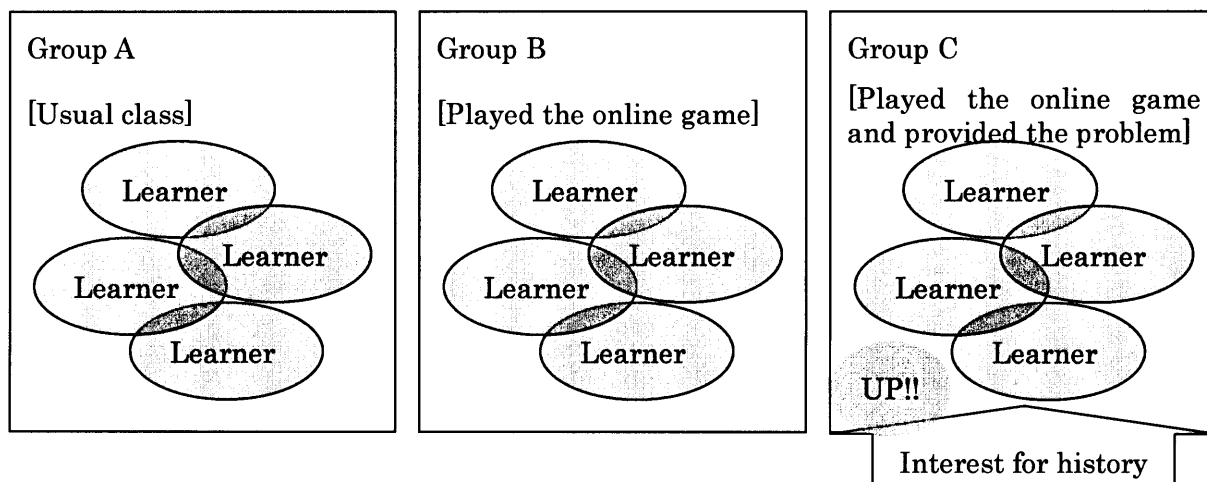 Group A
[Usual class]
Learner
Learner
Learner
Learner
Group B
[Played the online game]
Learner
Learner
Learner
Learner
Group C
[Played the online game
and provided the problem]
Learner
Learner
Learner
Learner
UP!!
Interest for history